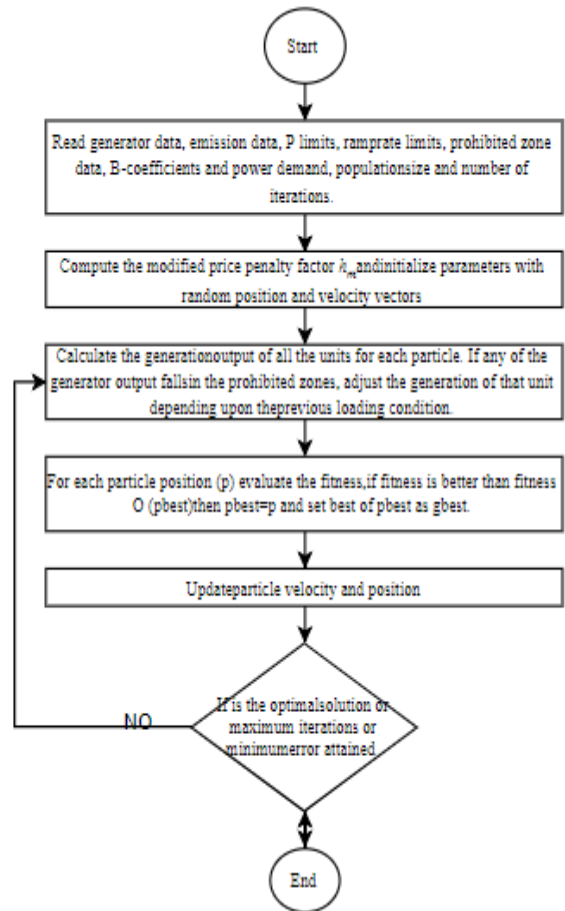 Start
Read generator data, emission data, P limits, ramprate limits, prohibited zone
data, B-coefficients and power demand, populationsize and number of
iterations.
Compute the modified price penalty factor hₘandinitialize parameters with
random position and velocity vectors
Calculate the generationoutput of all the units for each particle. If any of the
generator output fallsin the prohibited zones, adjust the generation of that unit
depending upon theprevious loading condition.
For each particle position (p) evaluate the fitness,if fitness is better than fitness
O (pbest)then pbest=p and set best of pbest as gbest.
Updateparticle velocity and position
If is the optimalsolution or
maximum iterations or
minimumerror attained
NO
End